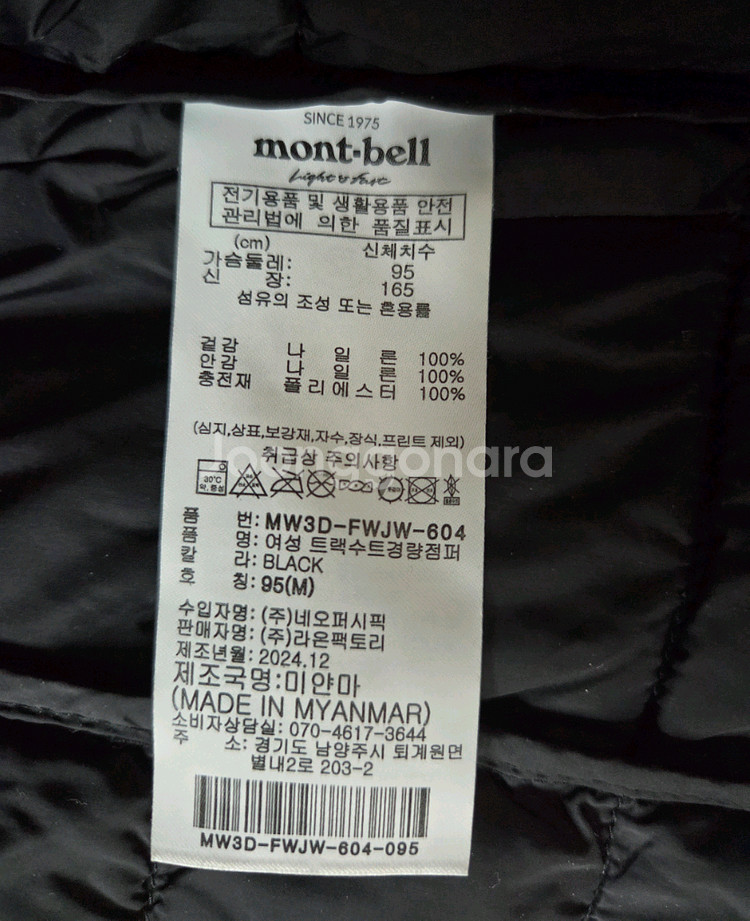 SINCE 1975
mont-bell
Light & Fast
전기용품 및 생활용품 안전
관리법에 의한 품질표시
(cm) 신체치수
가슴둘레: 95
신 장: 165
섬유의 조성 또는 혼용률
겉감 나 일 론 100%
안감 나 일 론 100%
충전재 폴리에스터 100%
(심지,상표,보강재,자수,장식,프린트 제외)
취급상 주의사항
Joonggonara
30°C
약,중성
품 번: MW3D-FWJW-604
품 명: 여성 트랙수트경량점퍼
칼 라: BLACK
호 칭: 95(M)
수입자명: (주)네오퍼시픽
판매자명: (주)라온팩토리
제조년월: 2024.12
제조국명:미얀마
(MADE IN MYANMAR)
소비자상담실: 070-4617-3644
주 소: 경기도 남양주시 퇴계원면
별내2로 203-2
MW3D-FWJW-604-095